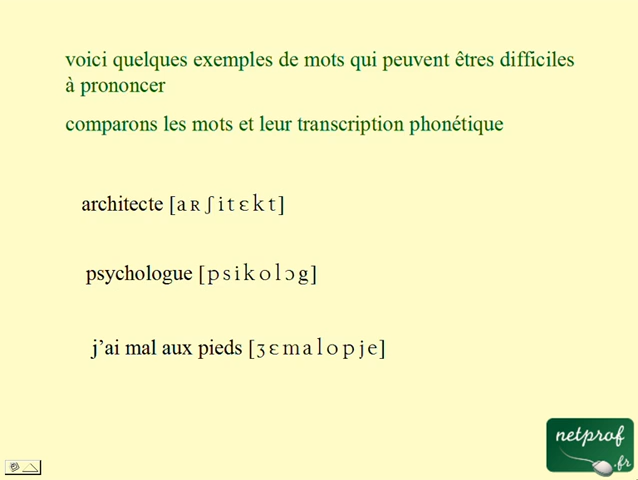 voici quelques exemples de mots qui peuvent êtres difficiles
à prononcer
comparons les mots et leur transcription phonétique
architecte [a ʀ ʃ i t ɛ k t]
psychologue [p s i k o l ɔ g]
j’ai mal aux pieds [ʒ ɛ m a l o p j e]
netprof
.fr